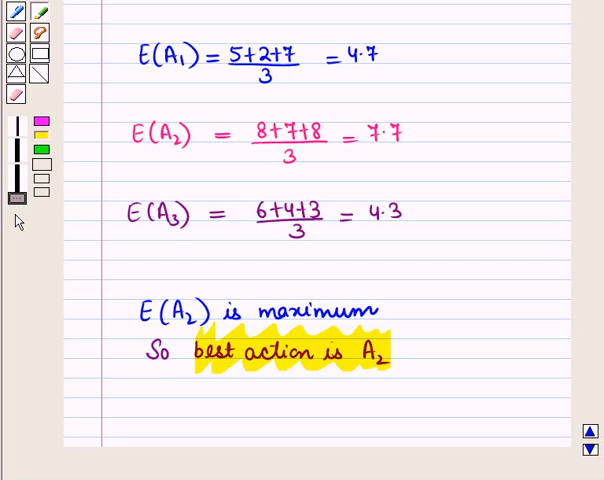 E(A₁) = 5+2+7/3 = 4.7
E(A₂) = 8+7+8/3 = 7.7
E(A₃) = 6+4+3/3 = 4.3
E(A₂) is maximum
So best action is A₂